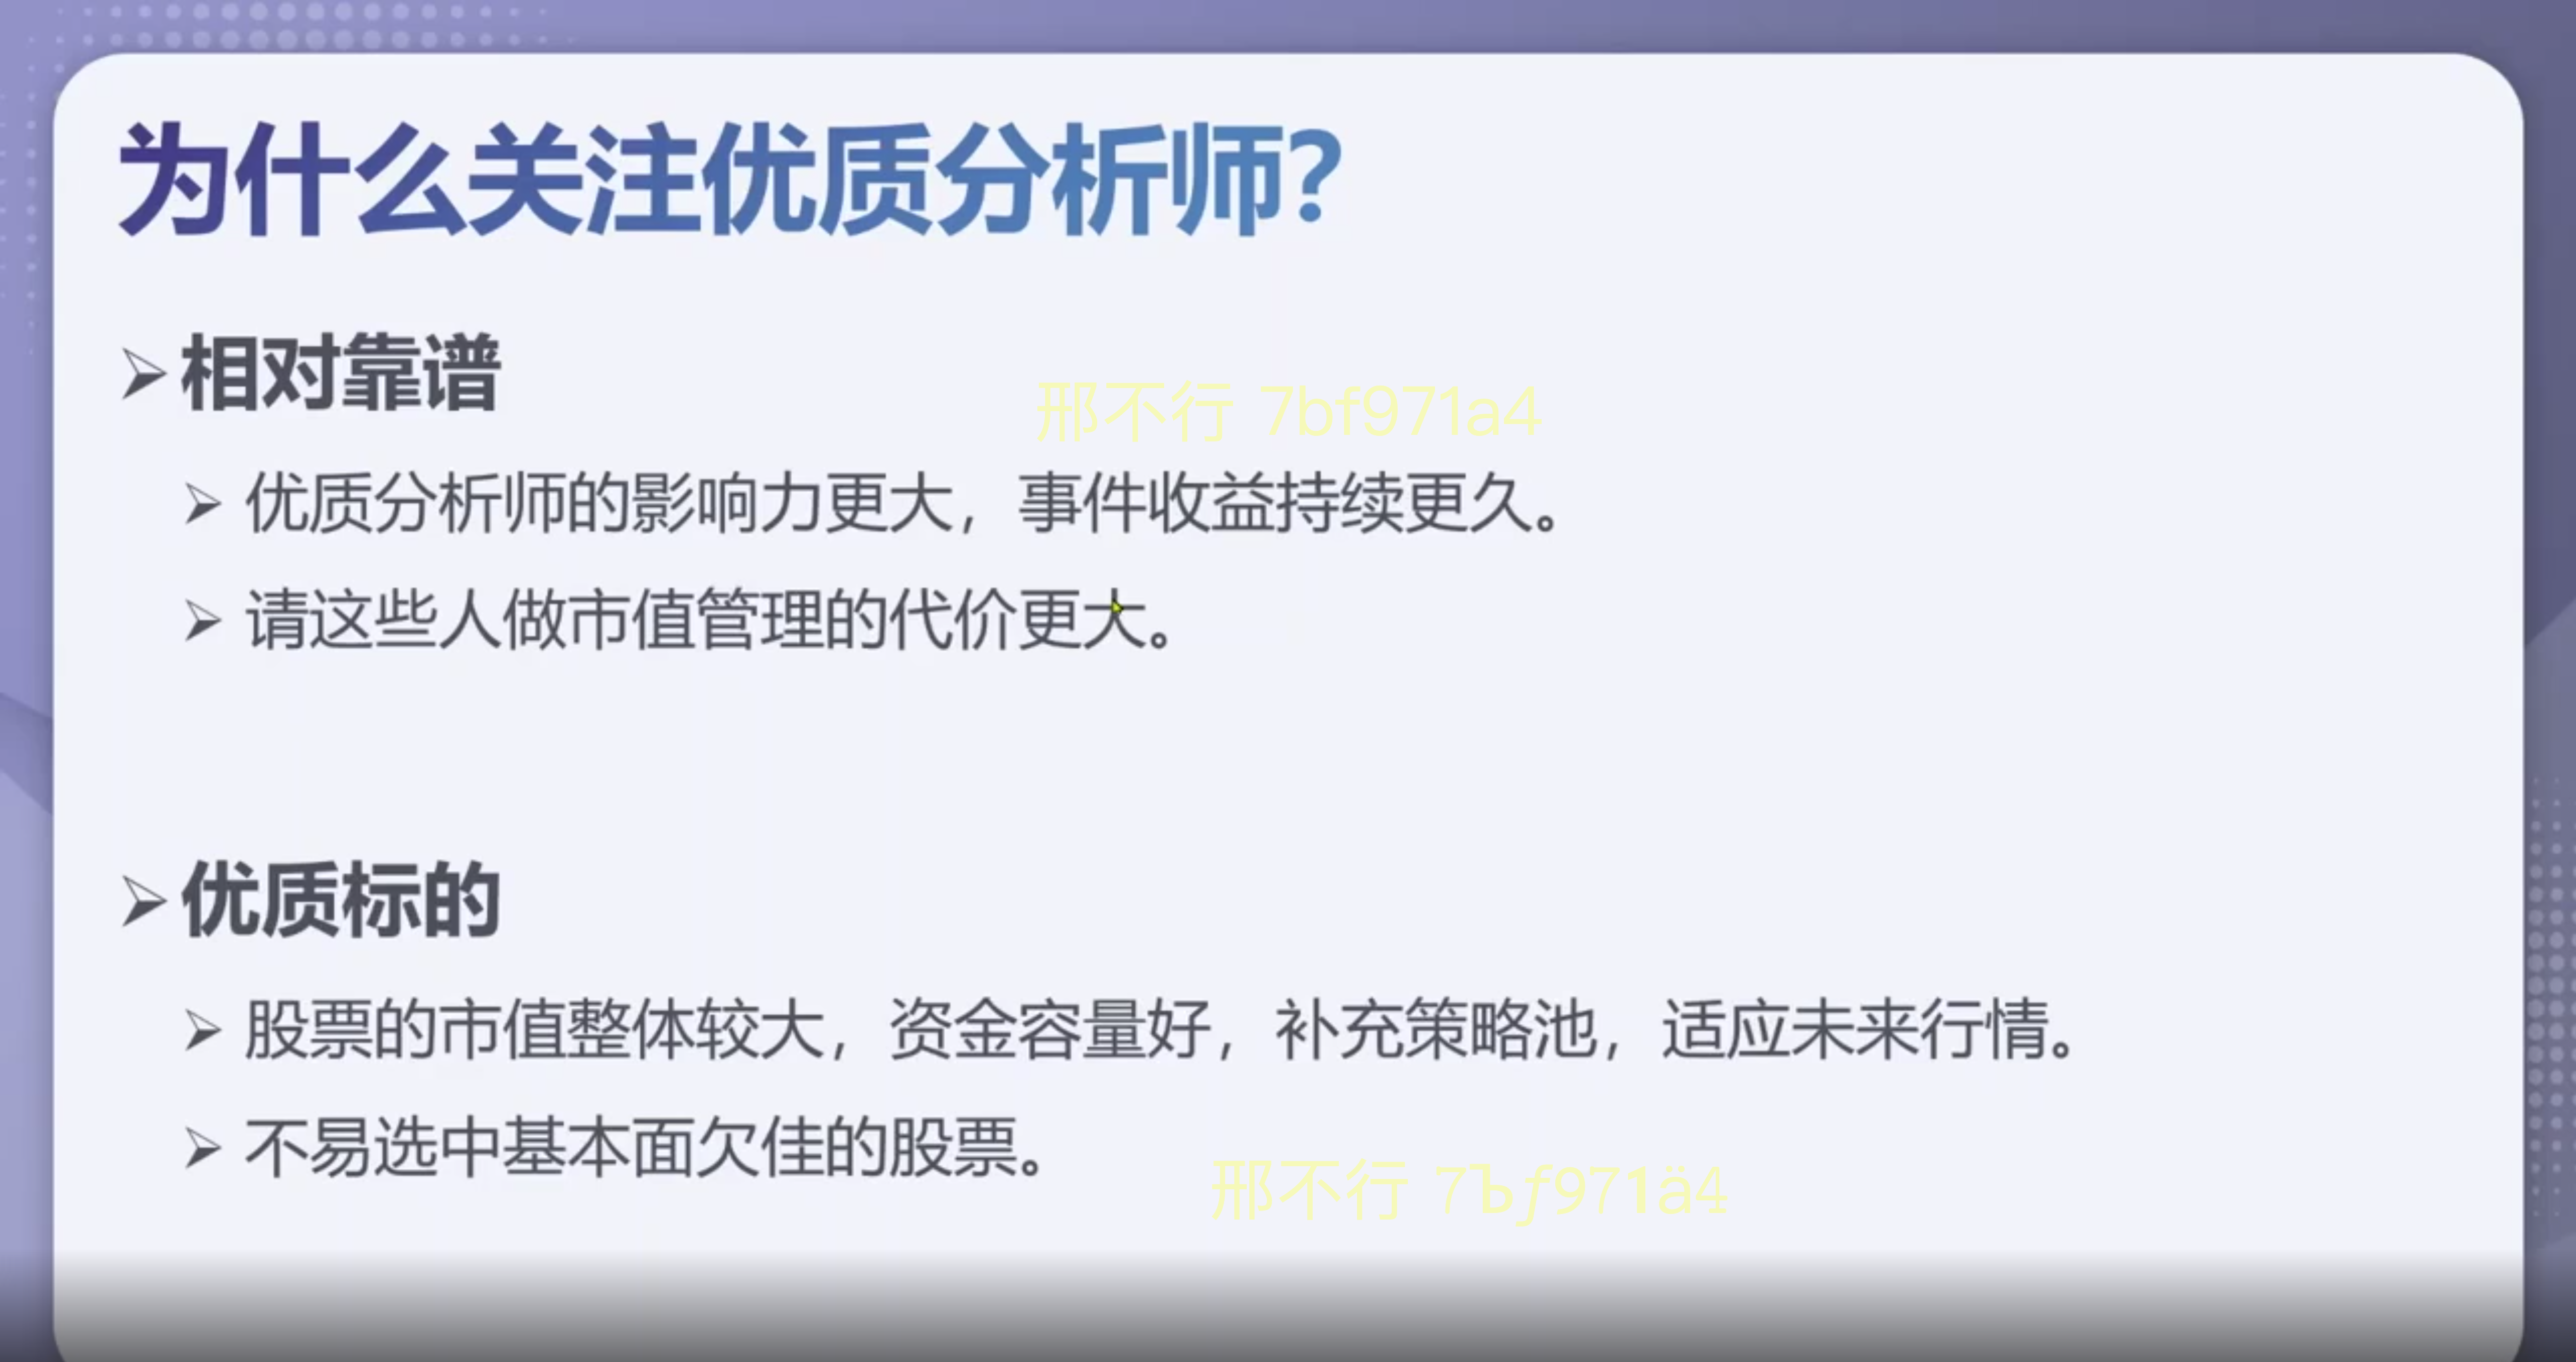 为什么关注优质分析师？
➢相对靠谱
邢不行 7bf971a4
➢ 优质分析师的影响力更大，事件收益持续更久。
➢ 请这些人做市值管理的代价更大。
➢优质标的
➢ 股票的市值整体较大，资金容量好，补充策略池，适应未来行情。
➢ 不易选中基本面欠佳的股票。
邢不行 7Ъƒ971ä4